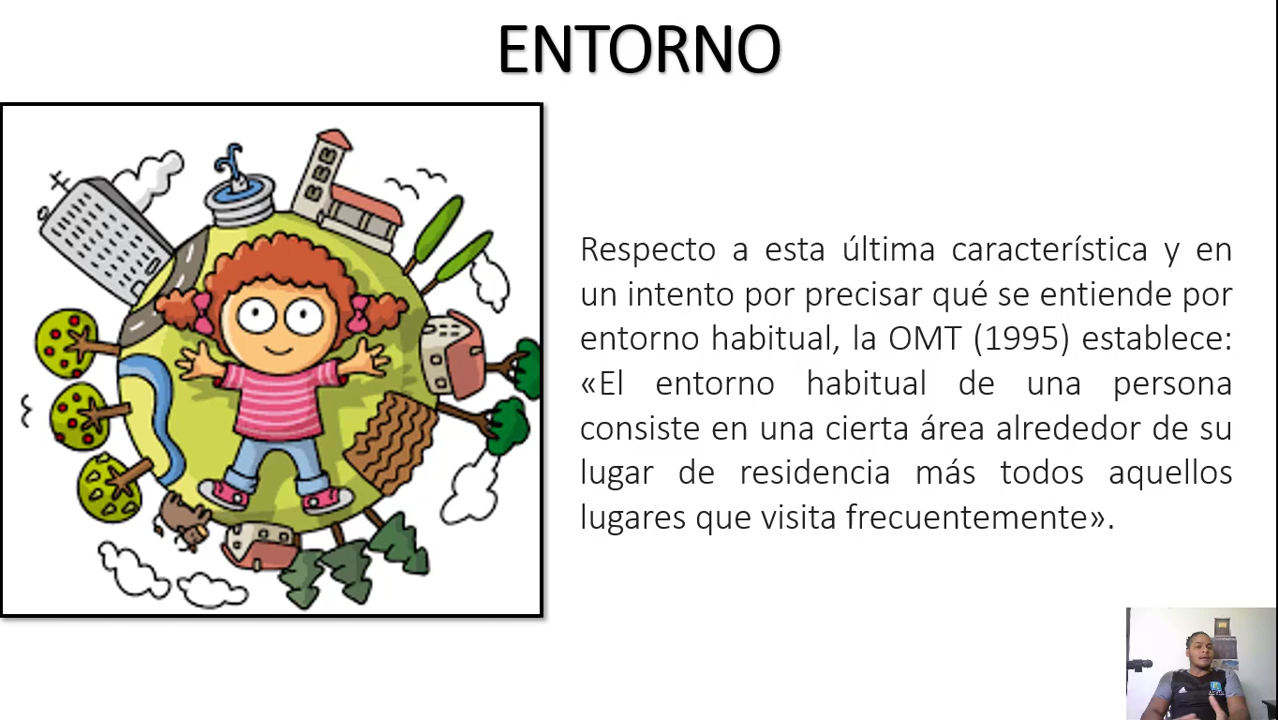 ENTORNO
Respecto a esta última característica y en
un intento por precisar qué se entiende por
entorno habitual, la OMT (1995) establece:
«El entorno habitual de una persona
consiste en una cierta área alrededor de su
lugar de residencia más todos aquellos
lugares que visita frecuentemente».